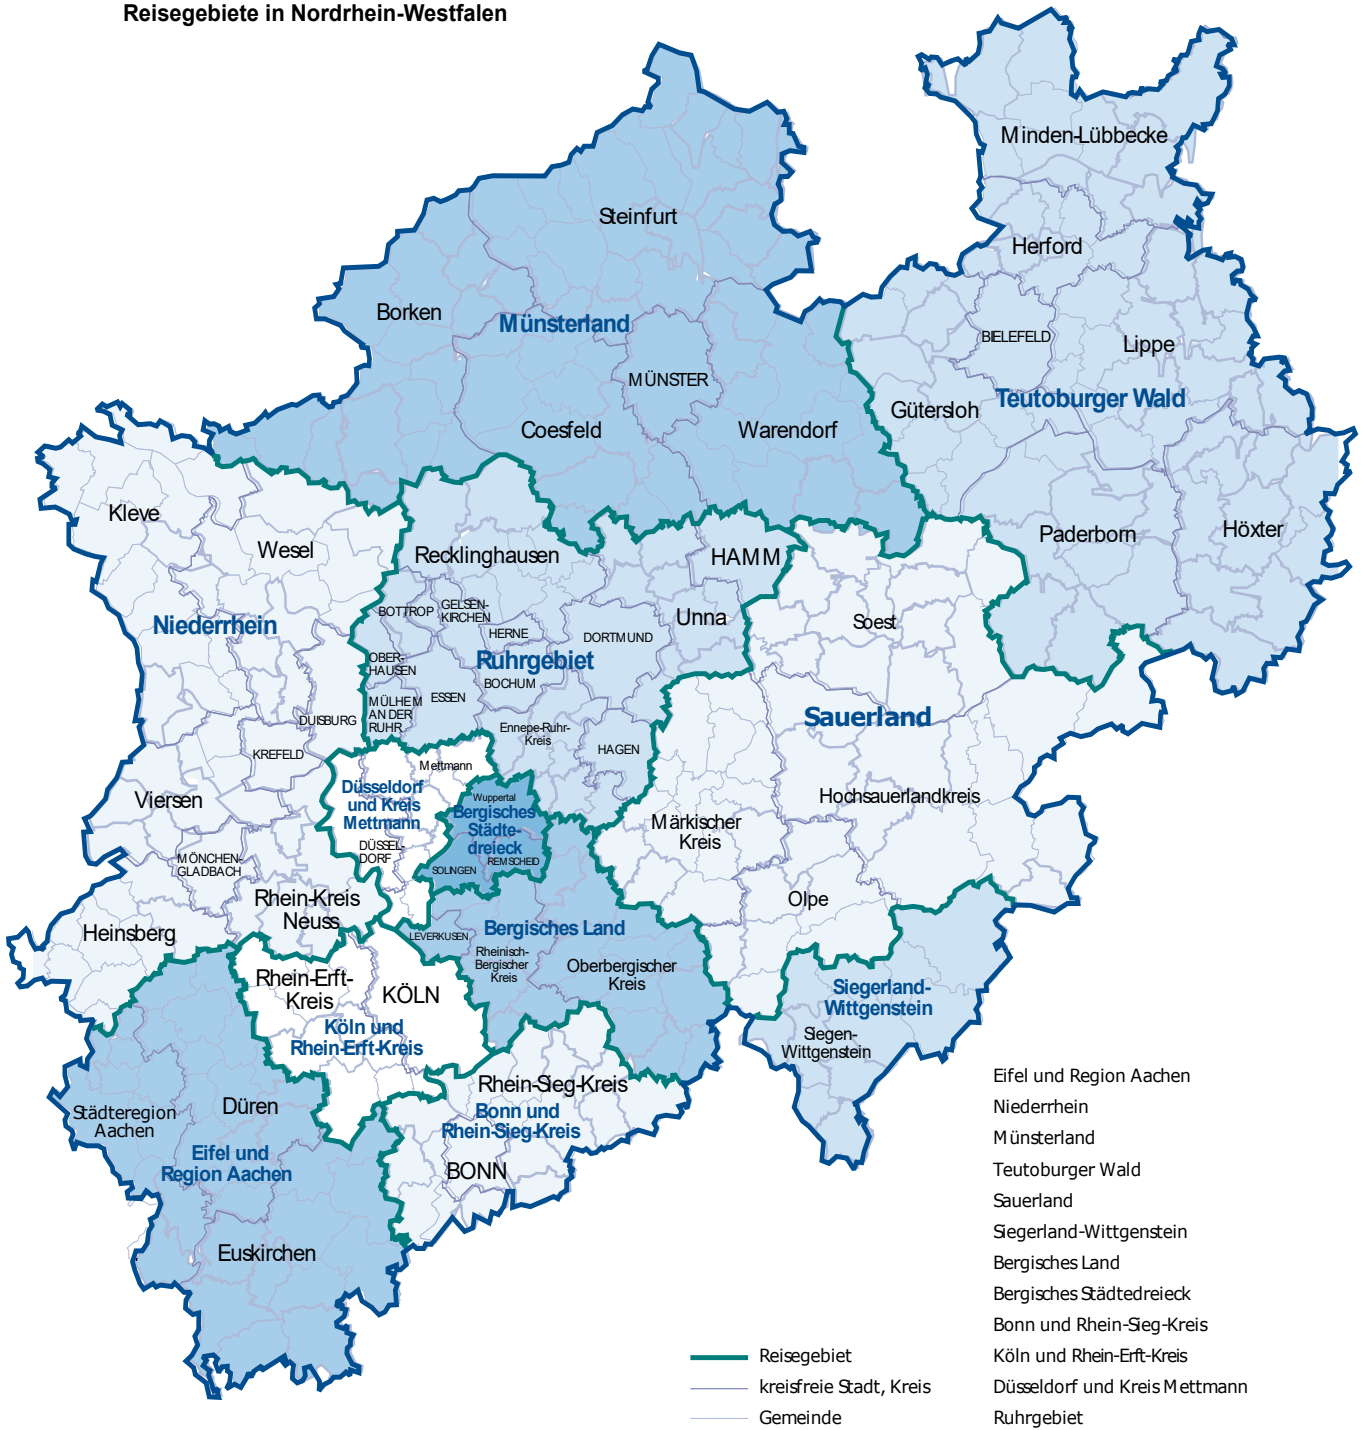 Reisegebiete in Nordrhein-Westfalen
Minden-Lübbecke
Steinfurt
Herford
Borken
Münsterland
BIELEFELD
Lippe
MÜNSTER
Teutoburger Wald
Gütersloh
Coesfeld
Warendorf
Kleve
Wesel
Recklinghausen
HAMM
Paderborn
Höxter
Niederrhein
BOTTROP
GELSEN-
KIRCHEN
HERNE
DORTMUND
Unna
Soest
OBER-
HAUSEN
Ruhrgebiet
BOCHUM
ESSEN
MÜLHEIM
AN DER
RUHR
DUISBURG
Sauerland
Ennepe-Ruhr-
Kreis
HAGEN
KREFELD
Mettmann
Viersen
Düsseldorf
und Kreis
Mettmann
Wuppertal
Bergisches
Städte-
dreieck
Hochsauerlandkreis
Märkischer
Kreis
DÜSSEL-
DORF
REMSCHEID
SOLINGEN
MÖNCHEN-
GLADBACH
Rhein-Kreis
Neuss
Olpe
Heinsberg
LEVERKUSEN
Bergisches Land
Rheinisch-
Bergischer
Kreis
Oberbergischer
Kreis
Rhein-Erft-
Kreis
KÖLN
Köln und
Rhein-Erft-Kreis
Siegerland-
Wittgenstein
Siegen-
Wittgenstein
Rhein-Sieg-Kreis
Bonn und
Rhein-Sieg-Kreis
BONN
Städteregion
Aachen
Düren
Eifel und
Region Aachen
Euskirchen
Eifel und Region Aachen
Niederrhein
Münsterland
Teutoburger Wald
Sauerland
Siegerland-Wittgenstein
Bergisches Land
Bergisches Städtedreieck
Bonn und Rhein-Sieg-Kreis
Köln und Rhein-Erft-Kreis
Düsseldorf und Kreis Mettmann
Ruhrgebiet
Reisegebiet
kreisfreie Stadt, Kreis
Gemeinde